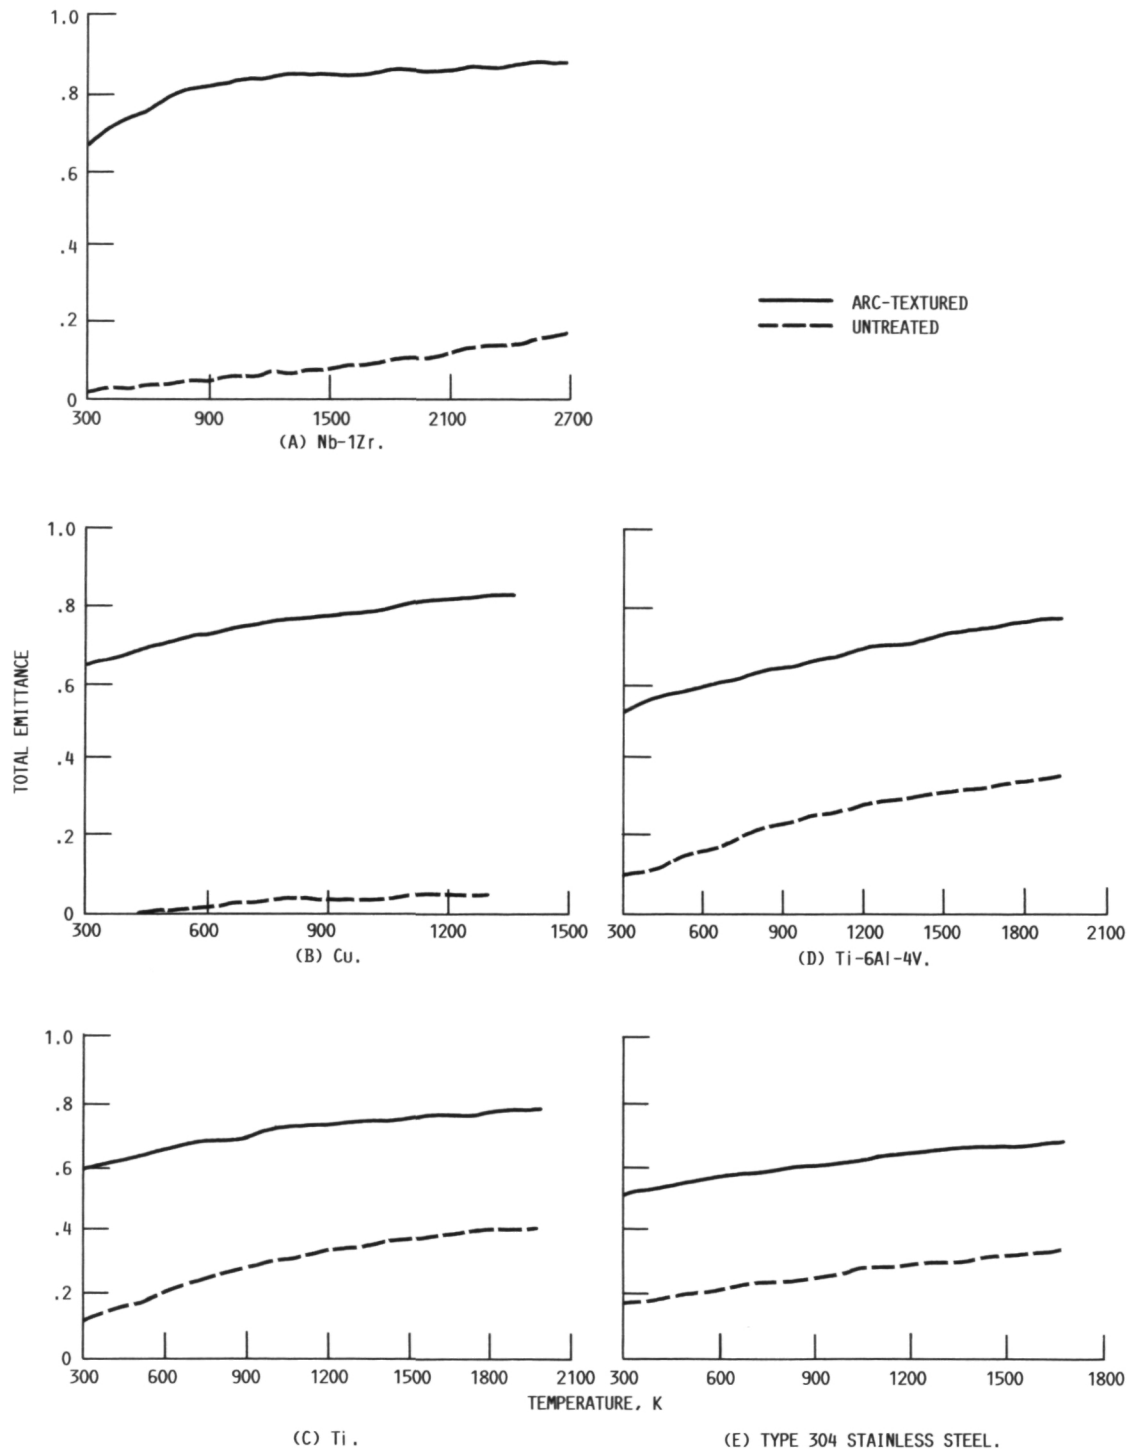 1.0
.8
.6
.4
.2
0
300 900 1500 2100 2700
(A) Nb-1Zr.
ARC-TEXTURED
UNTREATED
TOTAL EMITTANCE
1.0
.8
.6
.4
.2
0
300 600 900 1200 1500
(B) Cu.
300 600 900 1200 1500 1800 2100
(D) Ti-6Al-4V.
1.0
.8
.6
.4
.2
0
300 600 900 1200 1500 1800 2100
300 600 900 1200 1500 1800
TEMPERATURE, K
(C) Ti.
(E) TYPE 304 STAINLESS STEEL.